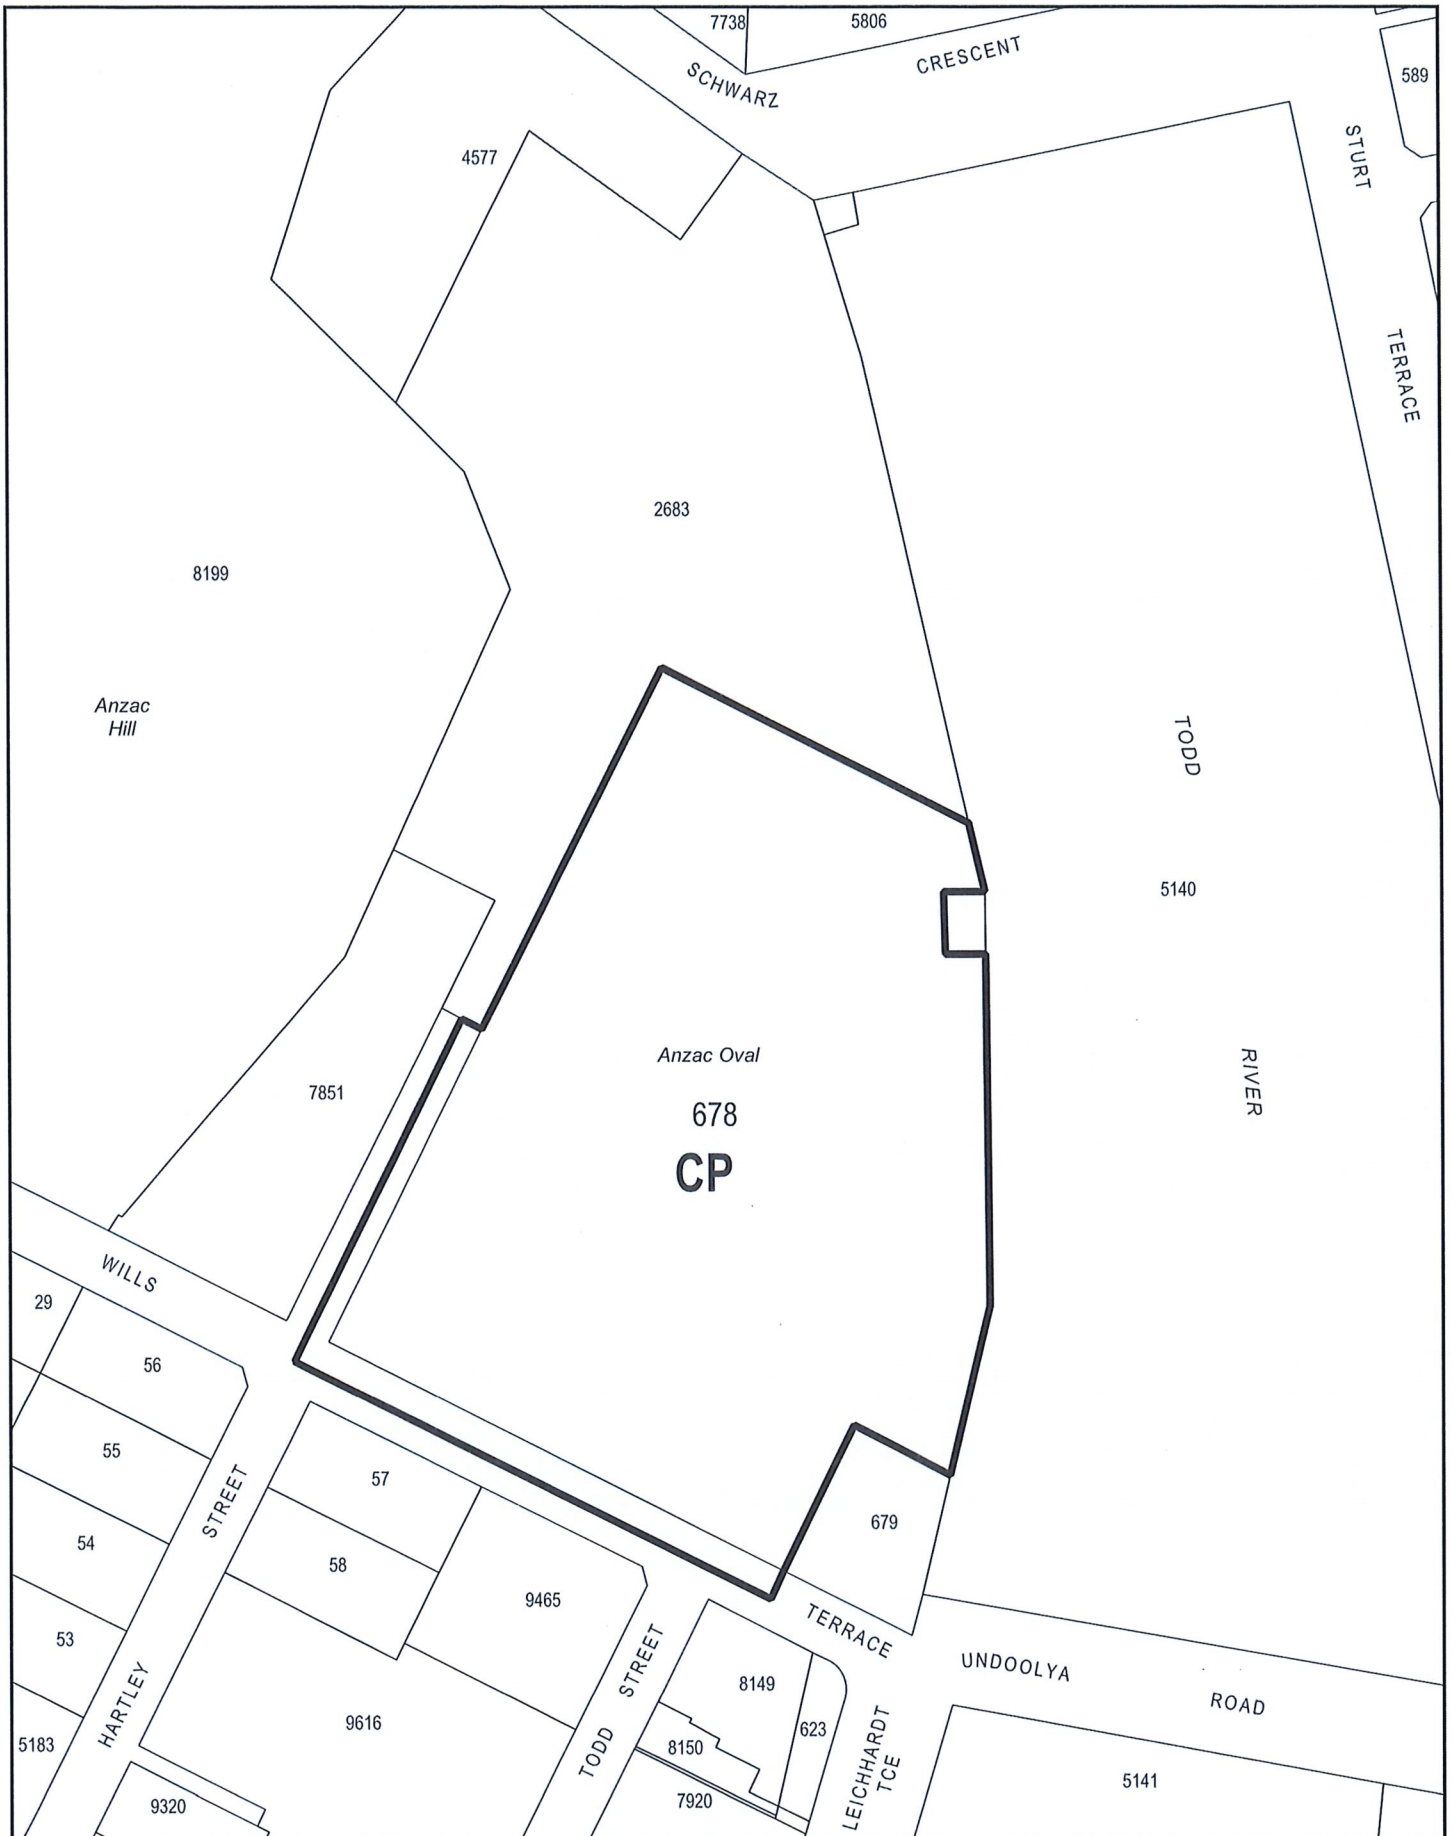 7738
5806
SCHWARZ
CRESCENT
589
STURT
4577
TERRACE
2683
8199
Anzac
Hill
TODD
5140
Anzac Oval
678
CP
7851
RIVER
WILLS
29
56
55
57
STREET
54
58
679
9465
53
TERRACE
UNDOOLYA
ROAD
STREET
8149
HARTLEY
9616
623
5183
8150
TODD
LEICHHARDT
TCE
5141
7920
9320